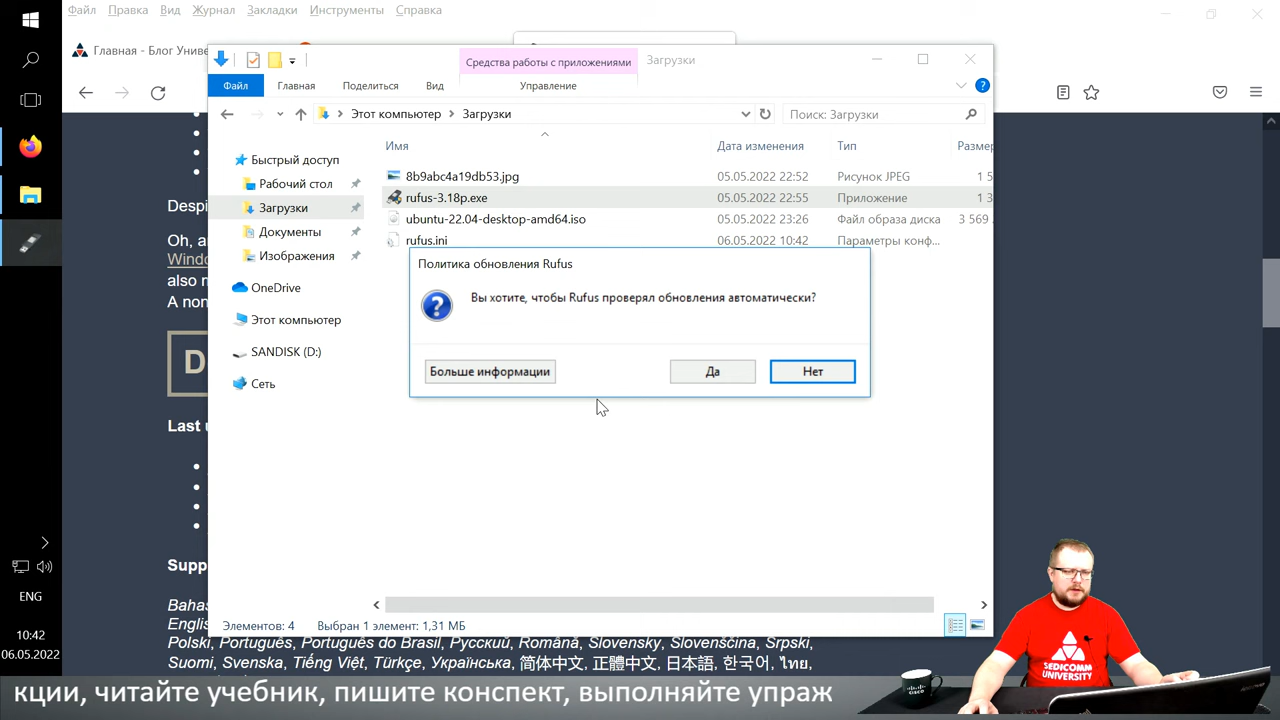 Файл Правка Вид Журнал Закладки Инструменты Справка
Главная - Блог Униве
Средства работы с приложениями Загрузки
Файл Главная Поделиться Вид Управление
Этот компьютер Загрузки Поиск: Загрузки
Имя Дата изменения Тип Размер
Быстрый доступ
Рабочий стол
Загрузки
Документы
Изображения
OneDrive
Этот компьютер
SANDISK (D:)
Сеть
8b9abc4a19db53.jpg 05.05.2022 22:52 Рисунок JPEG 1 5
rufus-3.18p.exe 05.05.2022 22:55 Приложение 1 3
ubuntu-22.04-desktop-amd64.iso 05.05.2022 23:26 Файл образа диска 3 569
rufus.ini 06.05.2022 10:42 Параметры конф...
Политика обновления Rufus
Вы хотите, чтобы Rufus проверял обновления автоматически?
Больше информации Да Нет
Despi
Oh, a
Windo
also n
A non
D
Last u
Supp
Элементов: 4 Выбран 1 элемент: 1,31 МБ
Bahas
Englis
Polski, Português, Português do Brasil, Русский, Română, Slovensky, Slovenščina, Srpski,
Suomi, Svenska, Tiếng Việt, Türkçe, Українська, 简体中文, 正體中文, 日本語, 한국어, ไทย,
ENG
10:42
06.05.2022
SEDICOMM
UNIVERSITY
cisco
кции, читайте учебник, пишите конспект, выполняйте упраж